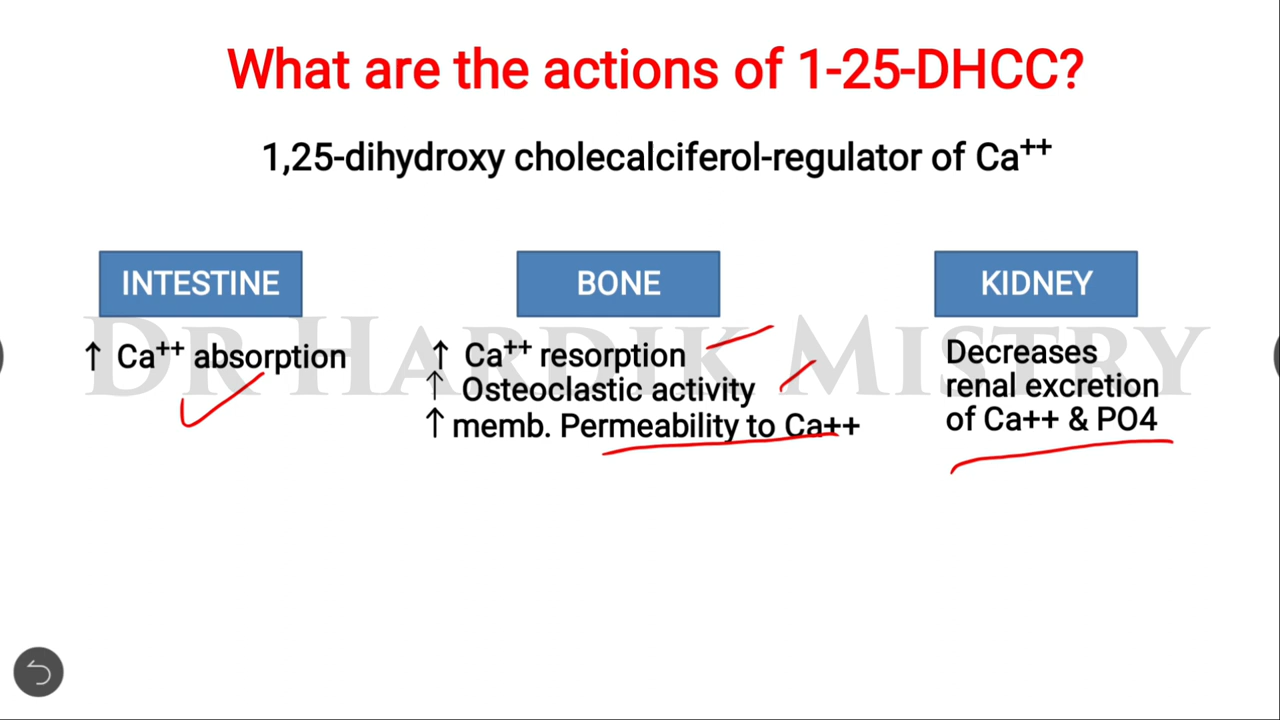 What are the actions of 1-25-DHCC?
1,25-dihydroxy cholecalciferol-regulator of Ca⁺⁺
INTESTINE
↑ Ca⁺⁺ absorption
BONE
↑ Ca⁺⁺ resorption
↑ Osteoclastic activity
↑ memb. Permeability to Ca++
KIDNEY
Decreases
renal excretion
of Ca++ & PO4
DR HARDIK MISTRY